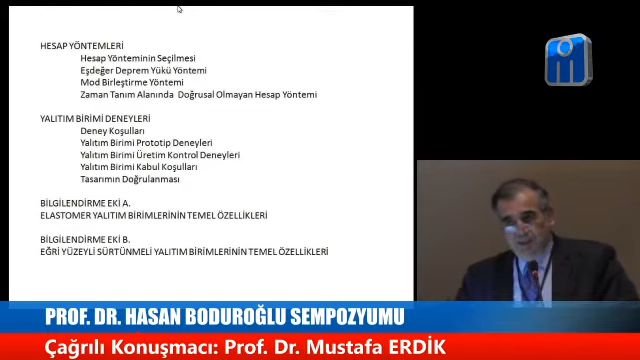 HESAP YÖNTEMLERİ
Hesap Yönteminin Seçilmesi
Eşdeğer Deprem Yükü Yöntemi
Mod Birleştirme Yöntemi
Zaman Tanım Alanında Doğrusal Olmayan Hesap Yöntemi
YALITIM BİRİMİ DENEYLERİ
Deney Koşulları
Yalıtım Birimi Prototip Deneyleri
Yalıtım Birimi Üretim Kontrol Deneyleri
Yalıtım Birimi Kabul Koşulları
Tasarımın Doğrulanması
BİLGİLENDİRME EKİ A.
ELASTOMER YALITIM BİRİMLERİNİN TEMEL ÖZELLİKLERİ
BİLGİLENDİRME EKİ B.
EĞRİ YÜZEYLİ SÜRTÜNMELİ YALITIM BİRİMLERİNİN TEMEL ÖZELLİKLERİ
PROF. DR. HASAN BODUROĞLU SEMPOZYUMU
Çağrılı Konuşmacı: Prof. Dr. Mustafa ERDİK